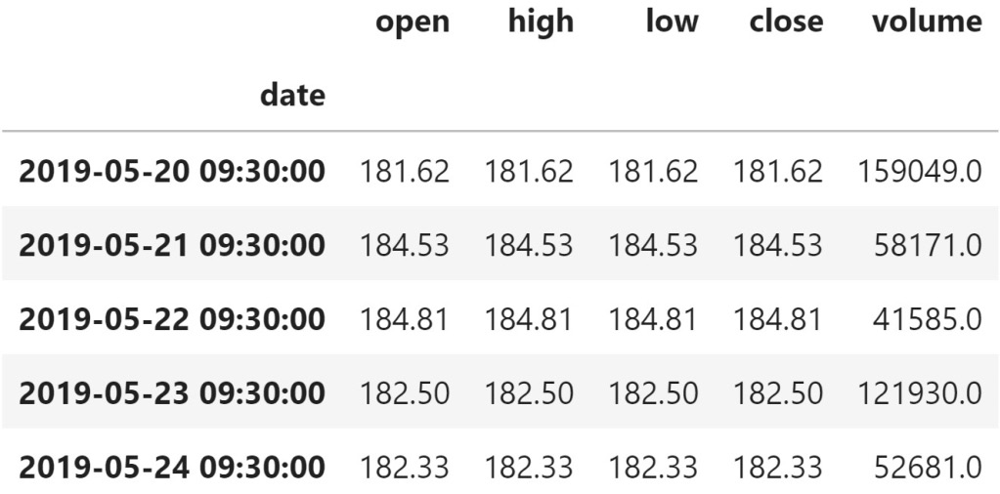 open high low close volume
date
2019-05-20 09:30:00 181.62 181.62 181.62 181.62 159049.0
2019-05-21 09:30:00 184.53 184.53 184.53 184.53 58171.0
2019-05-22 09:30:00 184.81 184.81 184.81 184.81 41585.0
2019-05-23 09:30:00 182.50 182.50 182.50 182.50 121930.0
2019-05-24 09:30:00 182.33 182.33 182.33 182.33 52681.0